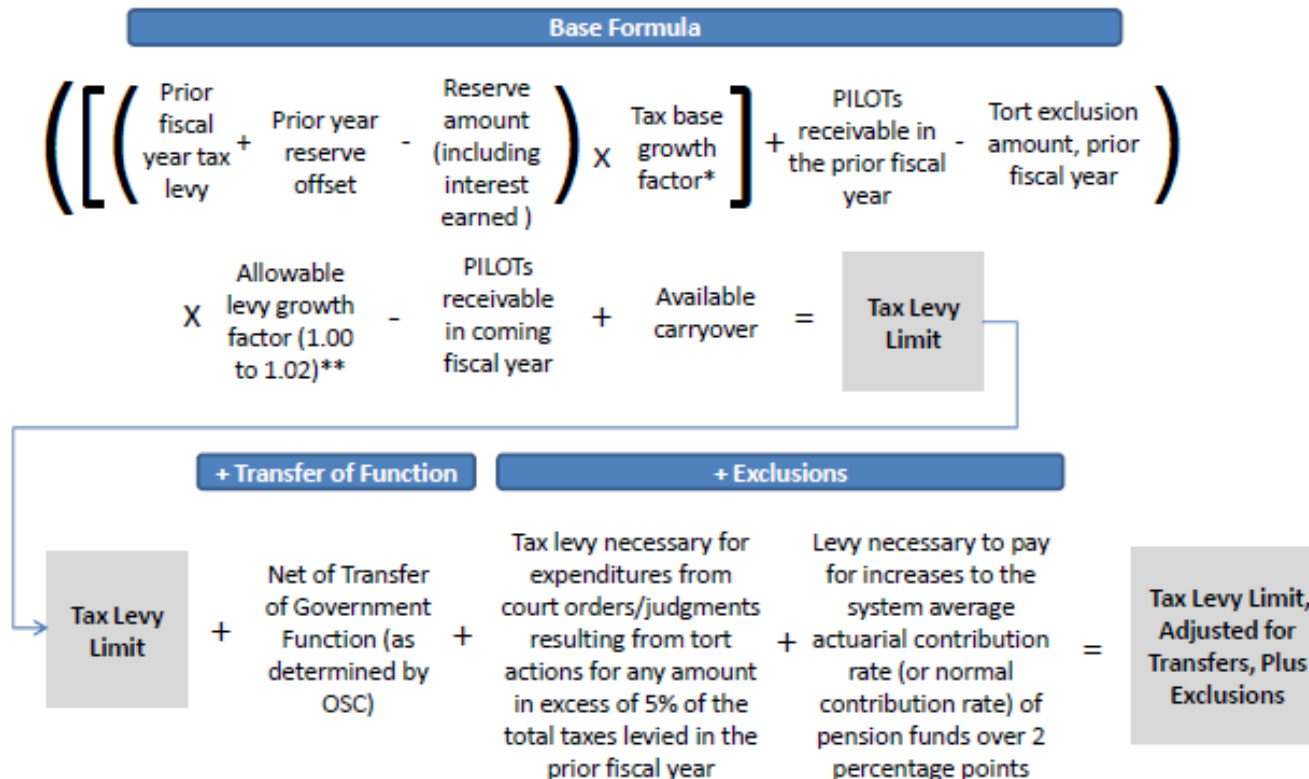 Base Formula
( [ (
Prior
fiscal
year tax
levy
+
Prior year
reserve
offset
-
Reserve
amount
(including
interest
earned )
)
X
Tax base
growth
factor*
]
+
PILOTs
receivable in
the prior fiscal
year
-
Tort exclusion
amount, prior
fiscal year
)
X
Allowable
levy growth
factor (1.00
to 1.02)**
-
PILOTs
receivable
in coming
fiscal year
+
Available
carryover
=
Tax Levy
Limit
+ Transfer of Function
+ Exclusions
Tax Levy
Limit
+
Net of Transfer
of Government
Function (as
determined by
OSC)
+
Tax levy necessary for
expenditures from
court orders/judgments
resulting from tort
actions for any amount
in excess of 5% of the
total taxes levied in the
prior fiscal year
+
Levy necessary to pay
for increases to the
system average
actuarial contribution
rate (or normal
contribution rate) of
pension funds over 2
percentage points
=
Tax Levy Limit,
Adjusted for
Transfers, Plus
Exclusions